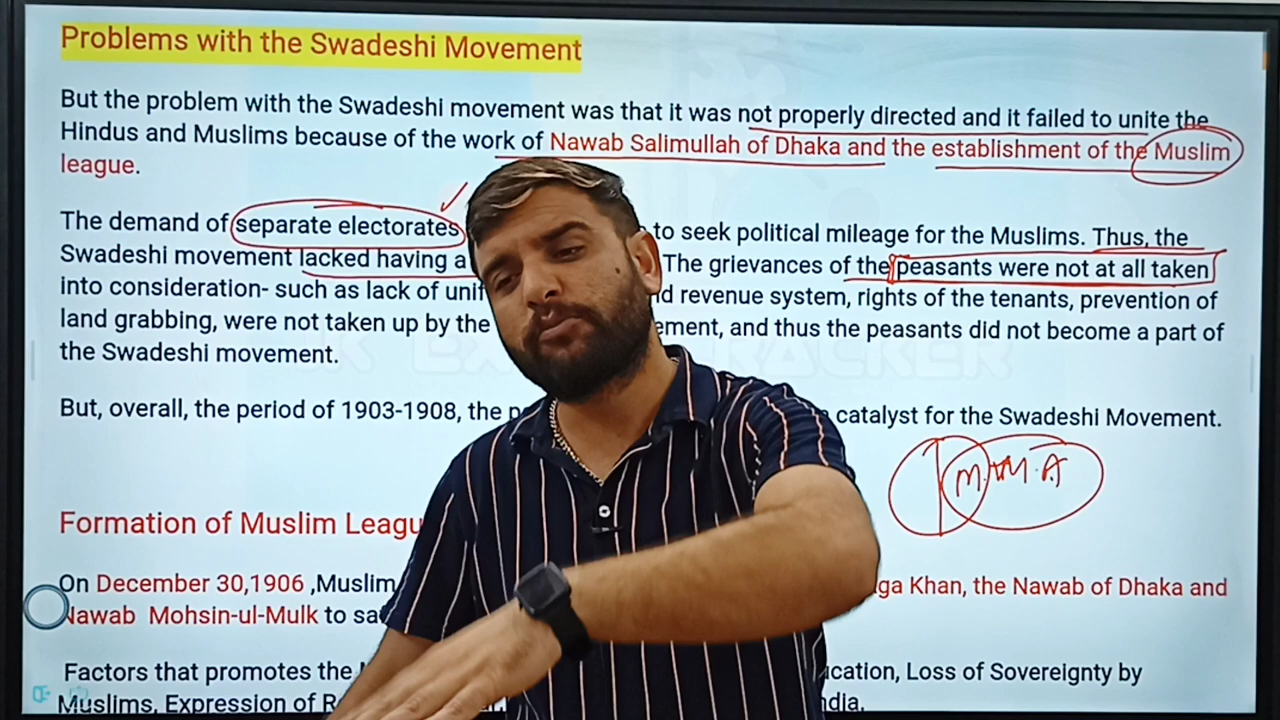 Problems with the Swadeshi Movement
But the problem with the Swadeshi movement was that it was not properly directed and it failed to unite the
Hindus and Muslims because of the work of Nawab Salimullah of Dhaka and the establishment of the Muslim
league.
The demand of separate electorates to seek political mileage for the Muslims. Thus, the
Swadeshi movement lacked having a The grievances of the peasants were not at all taken
into consideration- such as lack of revenue system, rights of the tenants, prevention of
land grabbing, were not taken up by the and thus the peasants did not become a part of
the Swadeshi movement.
But, overall, the period of 1903-1908, the catalyst for the Swadeshi Movement.
Formation of Muslim
On December 30,1906 ,Muslim Khan, the Nawab of Dhaka and
Nawab Mohsin-ul-Mulk to
Factors that promotes the Loss of Sovereignty by
Muslims, Expression of